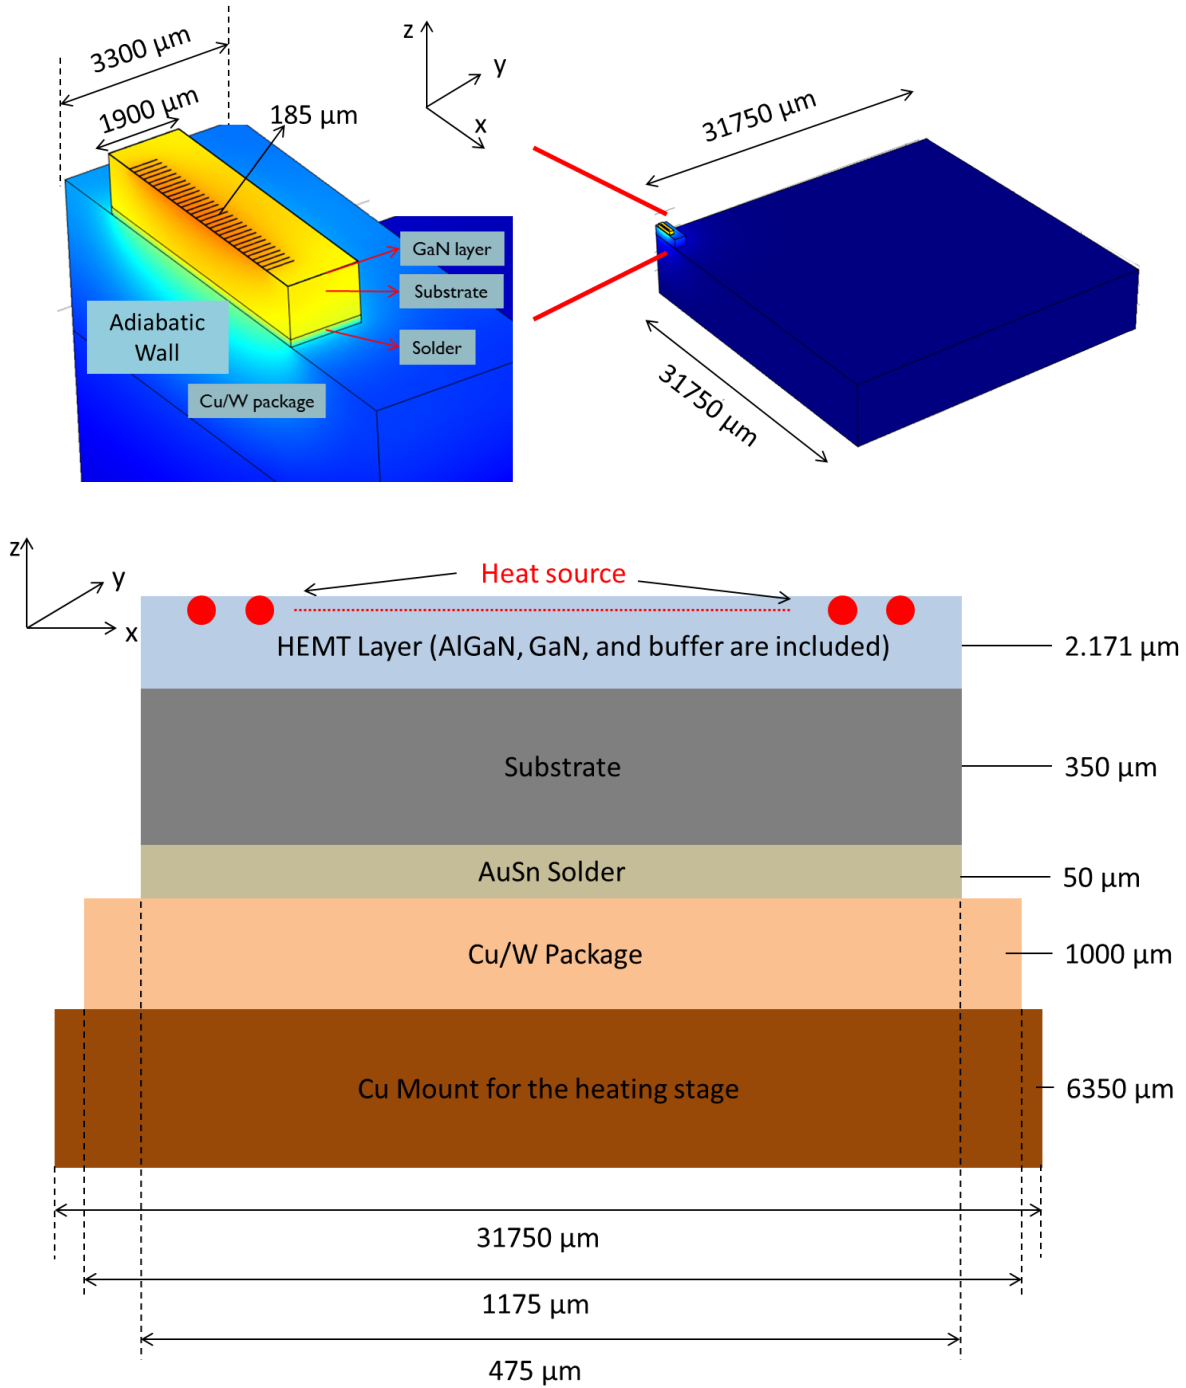 3300 μm
1900 μm
185 μm
z
y
x
31750 μm
GaN layer
Substrate
Solder
Adiabatic
Wall
Cu/W package
31750 μm
z
y
x
Heat source
HEMT Layer (AlGaN, GaN, and buffer are included)
2.171 μm
Substrate
350 μm
AuSn Solder
50 μm
Cu/W Package
1000 μm
Cu Mount for the heating stage
6350 μm
31750 μm
1175 μm
475 μm